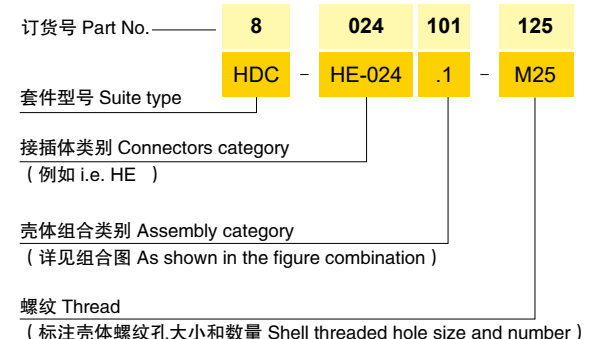 订货号 Part No. 8 024 101 125
HDC - HE-024 .1 - M25
套件型号 Suite type
接插体类别 Connectors category
（例如 i.e. HE ）
壳体组合类别 Assembly category
（详见组合图 As shown in the figure combination）
螺纹 Thread
（标注壳体螺纹孔大小和数量 Shell threaded hole size and number）